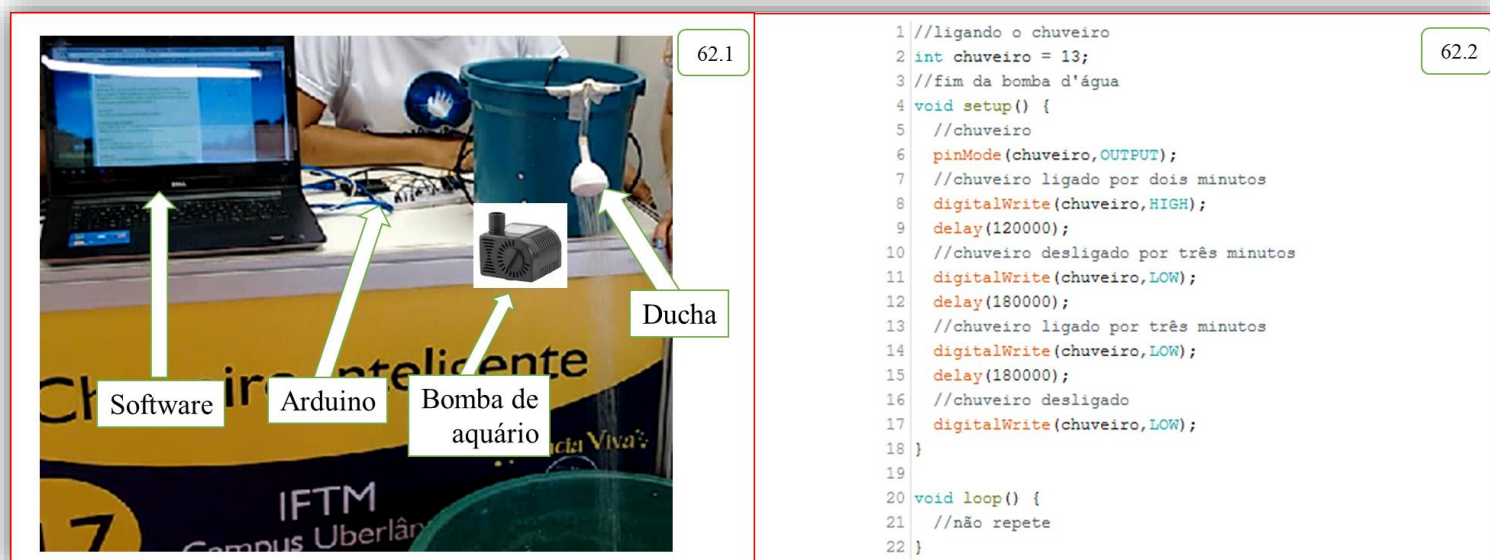 62.1
DELL
Ducha
Software
Arduino
Bomba de
aquário
Inteligente
Viva
17
IFTM
Campus
62.2
1 //ligando o chuveiro
2 int chuveiro = 13;
3 //fim da bomba d'água
4 void setup() {
5 //chuveiro
6 pinMode(chuveiro,OUTPUT);
7 //chuveiro ligado por dois minutos
8 digitalWrite(chuveiro,HIGH);
9 delay(120000);
10 //chuveiro desligado por três minutos
11 digitalWrite(chuveiro,LOW);
12 delay(180000);
13 //chuveiro ligado por três minutos
14 digitalWrite(chuveiro,LOW);
15 delay(180000);
16 //chuveiro desligado
17 digitalWrite(chuveiro,LOW);
18 }
19
20 void loop() {
21 //não repete
22 }